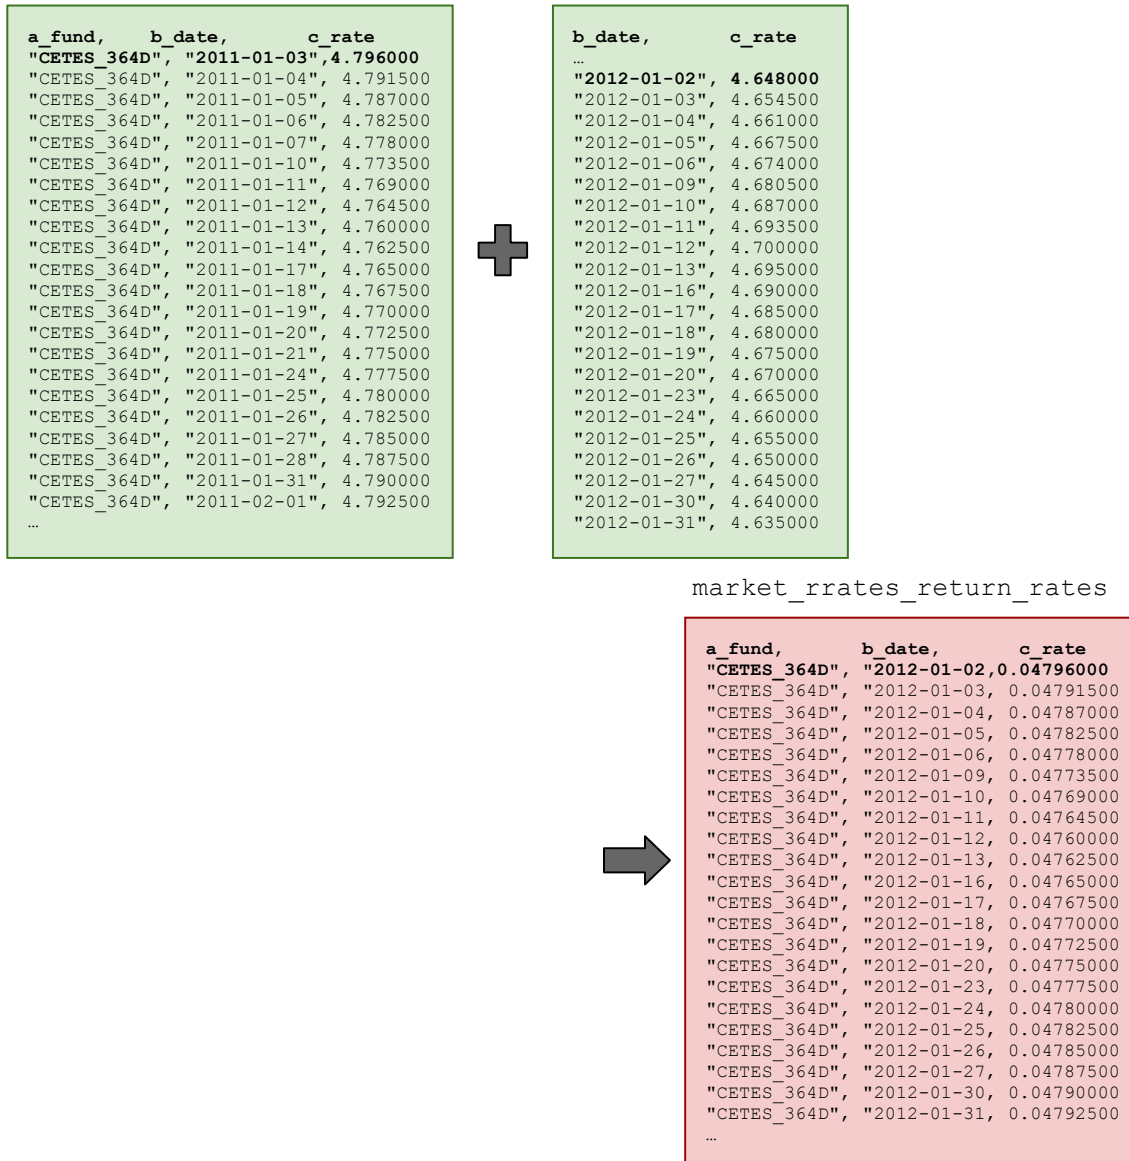 a_fund, b_date, c_rate
"CETES_364D", "2011-01-03",4.796000
"CETES_364D", "2011-01-04", 4.791500
"CETES_364D", "2011-01-05", 4.787000
"CETES_364D", "2011-01-06", 4.782500
"CETES_364D", "2011-01-07", 4.778000
"CETES_364D", "2011-01-10", 4.773500
"CETES_364D", "2011-01-11", 4.769000
"CETES_364D", "2011-01-12", 4.764500
"CETES_364D", "2011-01-13", 4.760000
"CETES_364D", "2011-01-14", 4.762500
"CETES_364D", "2011-01-17", 4.765000
"CETES_364D", "2011-01-18", 4.767500
"CETES_364D", "2011-01-19", 4.770000
"CETES_364D", "2011-01-20", 4.772500
"CETES_364D", "2011-01-21", 4.775000
"CETES_364D", "2011-01-24", 4.777500
"CETES_364D", "2011-01-25", 4.780000
"CETES_364D", "2011-01-26", 4.782500
"CETES_364D", "2011-01-27", 4.785000
"CETES_364D", "2011-01-28", 4.787500
"CETES_364D", "2011-01-31", 4.790000
"CETES_364D", "2011-02-01", 4.792500
…
b_date, c_rate
…
"2012-01-02", 4.648000
"2012-01-03", 4.654500
"2012-01-04", 4.661000
"2012-01-05", 4.667500
"2012-01-06", 4.674000
"2012-01-09", 4.680500
"2012-01-10", 4.687000
"2012-01-11", 4.693500
"2012-01-12", 4.700000
"2012-01-13", 4.695000
"2012-01-16", 4.690000
"2012-01-17", 4.685000
"2012-01-18", 4.680000
"2012-01-19", 4.675000
"2012-01-20", 4.670000
"2012-01-23", 4.665000
"2012-01-24", 4.660000
"2012-01-25", 4.655000
"2012-01-26", 4.650000
"2012-01-27", 4.645000
"2012-01-30", 4.640000
"2012-01-31", 4.635000
market_rrates_return_rates
a_fund, b_date, c_rate
"CETES_364D", "2012-01-02,0.04796000
"CETES_364D", "2012-01-03, 0.04791500
"CETES_364D", "2012-01-04, 0.04787000
"CETES_364D", "2012-01-05, 0.04782500
"CETES_364D", "2012-01-06, 0.04778000
"CETES_364D", "2012-01-09, 0.04773500
"CETES_364D", "2012-01-10, 0.04769000
"CETES_364D", "2012-01-11, 0.04764500
"CETES_364D", "2012-01-12, 0.04760000
"CETES_364D", "2012-01-13, 0.04762500
"CETES_364D", "2012-01-16, 0.04765000
"CETES_364D", "2012-01-17, 0.04767500
"CETES_364D", "2012-01-18, 0.04770000
"CETES_364D", "2012-01-19, 0.04772500
"CETES_364D", "2012-01-20, 0.04775000
"CETES_364D", "2012-01-23, 0.04777500
"CETES_364D", "2012-01-24, 0.04780000
"CETES_364D", "2012-01-25, 0.04782500
"CETES_364D", "2012-01-26, 0.04785000
"CETES_364D", "2012-01-27, 0.04787500
"CETES_364D", "2012-01-30, 0.04790000
"CETES_364D", "2012-01-31, 0.04792500
…